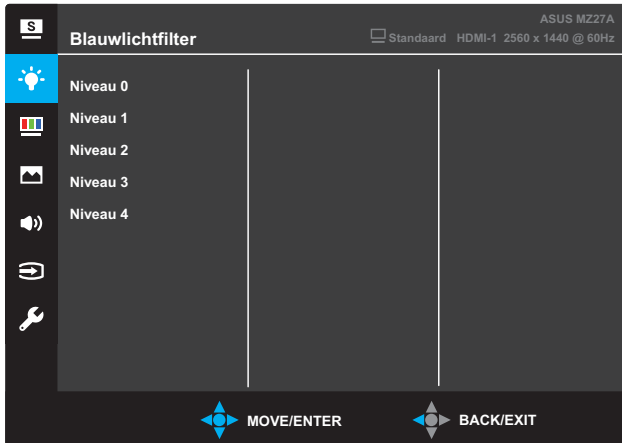 S
ASUS MZ27A
Blauwlichtfilter
Standaard HDMI-1 2560 x 1440 @ 60Hz
Niveau 0
Niveau 1
Niveau 2
Niveau 3
Niveau 4
MOVE/ENTER
BACK/EXIT